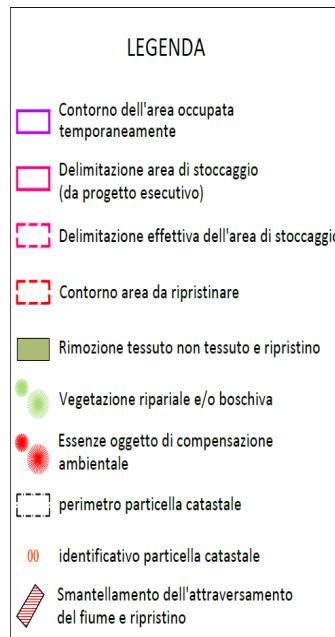 LEGENDA
Contorno dell'area occupata
temporaneamente
Delimitazione area di stoccaggio
(da progetto esecutivo)
Delimitazione effettiva dell'area di stoccaggio
Contorno area da ripristinare
Rimozione tessuto non tessuto e ripristino
Vegetazione ripariale e/o boschiva
Essenze oggetto di compensazione
ambientale
perimetro particella catastale
00 identificativo particella catastale
Smantellamento dell'attraversamento
del fiume e ripristino